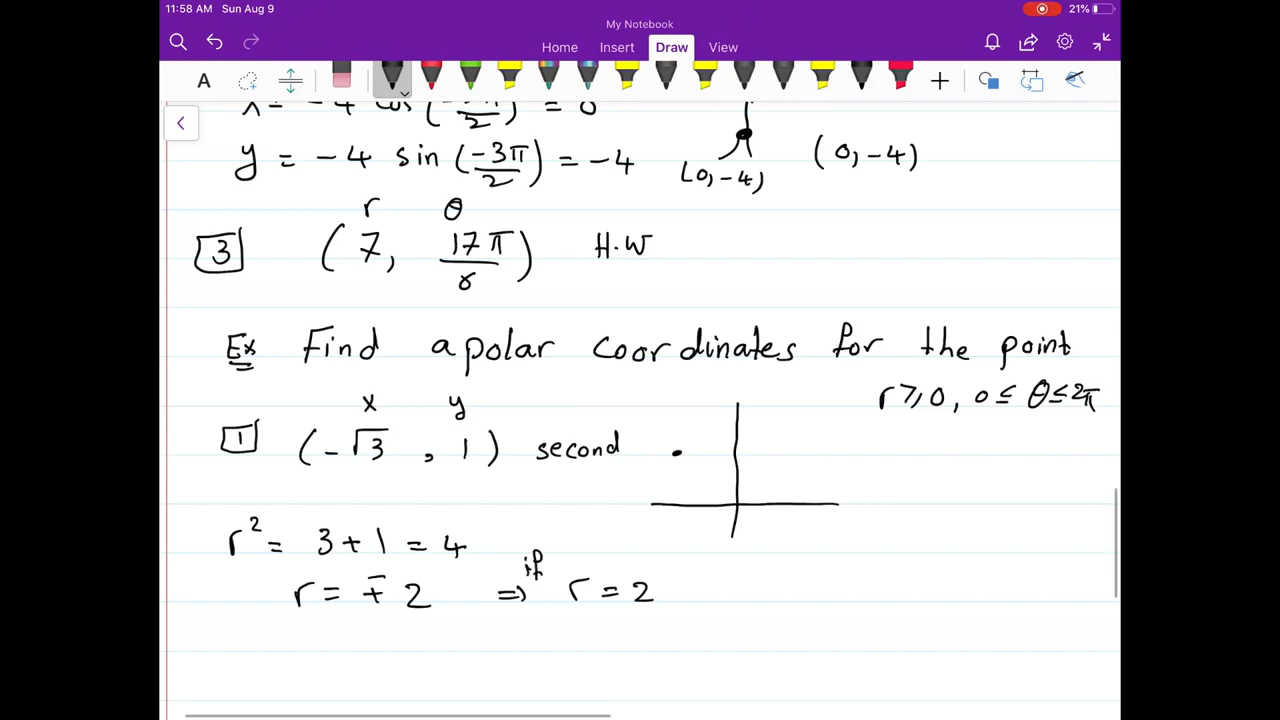 11:58 AM Sun Aug 9
21%
My Notebook
Home Insert Draw View
A
y = -4 sin (-3π/2) = -4
(0,-4)
(0,-4)
r θ
3 (7, 17π/6) H.W
Ex Find a polar coordinates for the point
r ≥ 0, 0 ≤ θ ≤ 2π
x y
1 (-√3, 1) second
r² = 3 + 1 = 4
r = ∓ 2 ⇒ if r = 2